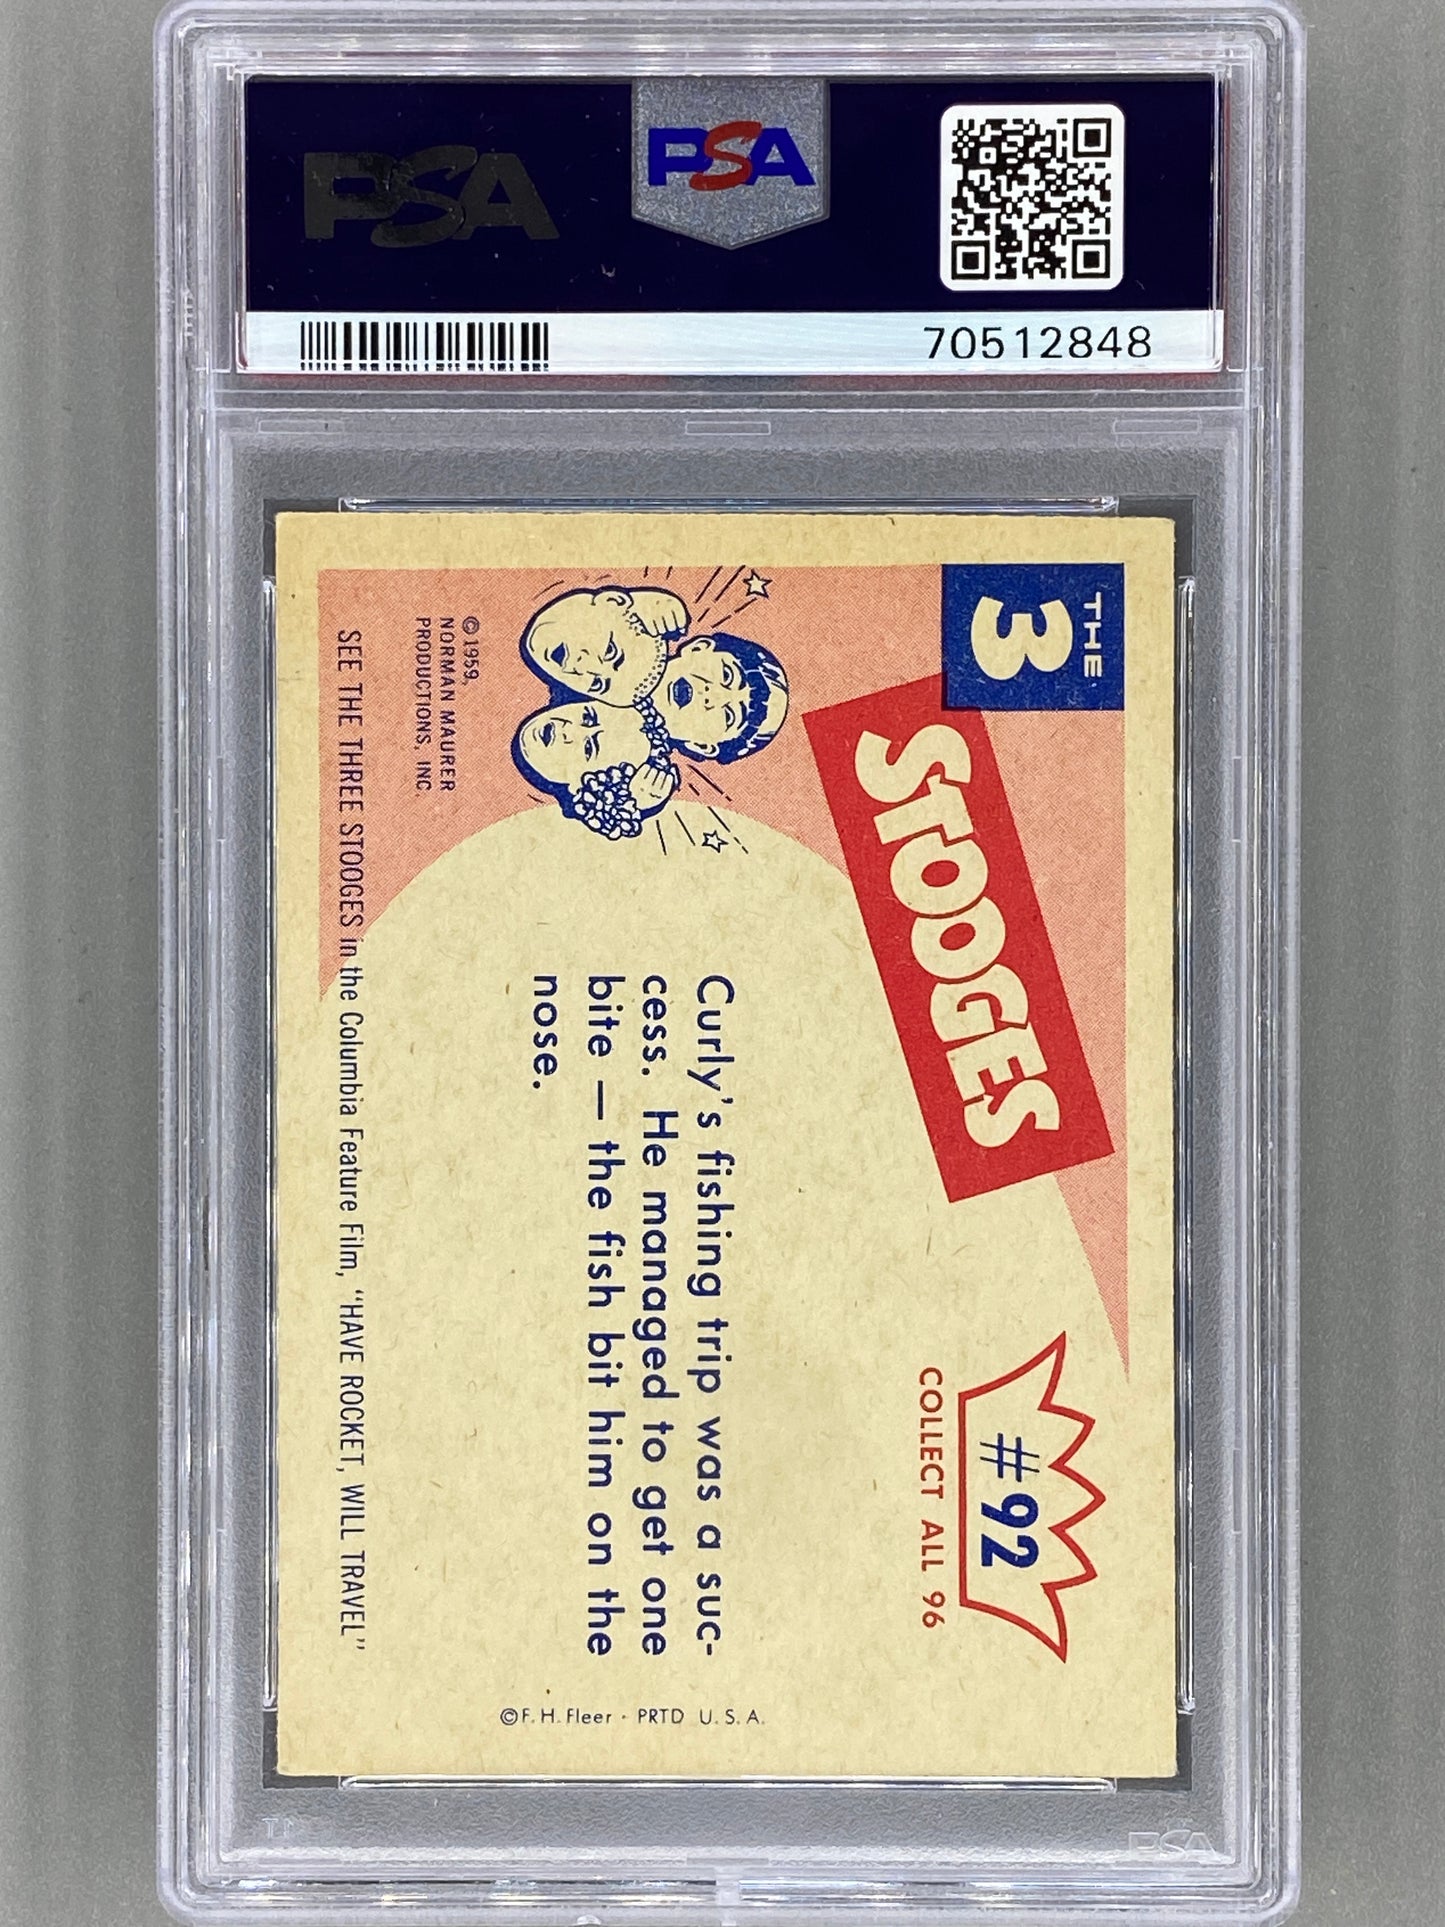 PSA
PSA
70512848
THE
3
STOOGES
#92
COLLECT ALL 96
Curly's fishing trip was a suc-
cess. He managed to get one
bite — the fish bit him on the
nose.
© 1959,
NORMAN MAURER
PRODUCTIONS, INC.
SEE THE THREE STOOGES in the Columbia Feature Film, "HAVE ROCKET, WILL TRAVEL"
©F. H. Fleer · PRTD U. S. A.
PSA